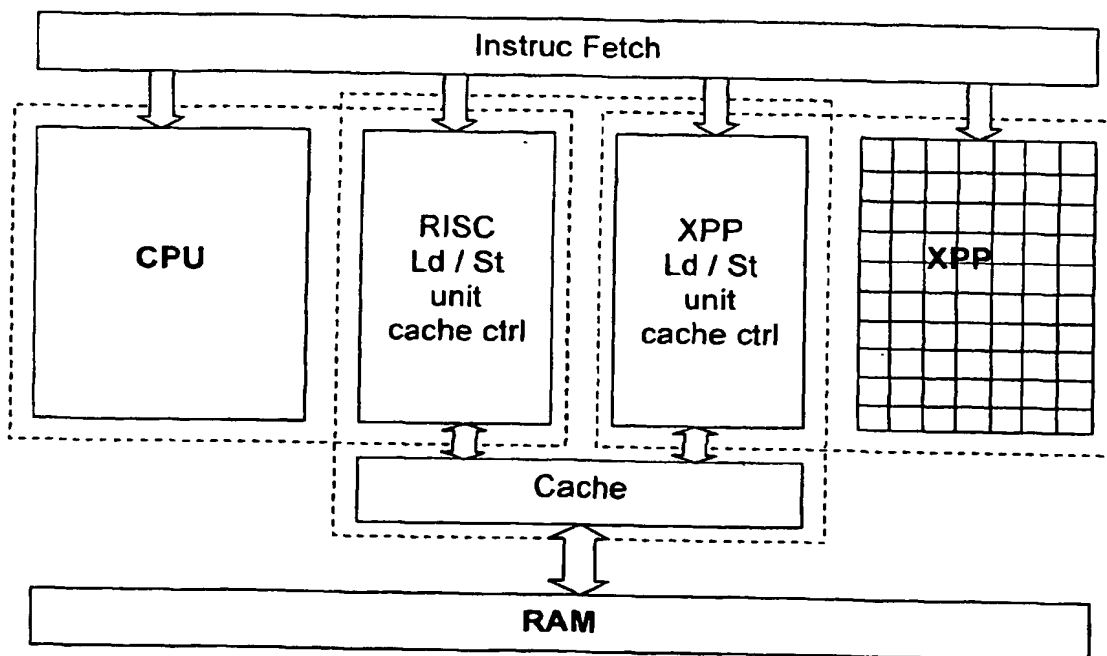 Instruc Fetch
CPU
RISC
Ld / St
unit
cache ctrl
XPP
Ld / St
unit
cache ctrl
XPP
Cache
RAM